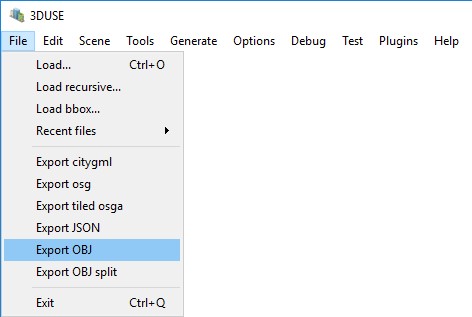 3DUSE
File Edit Scene Tools Generate Options Debug Test Plugins Help
Load... Ctrl+O
Load recursive...
Load bbox...
Recent files
Export citygml
Export osg
Export tiled osga
Export JSON
Export OBJ
Export OBJ split
Exit Ctrl+Q